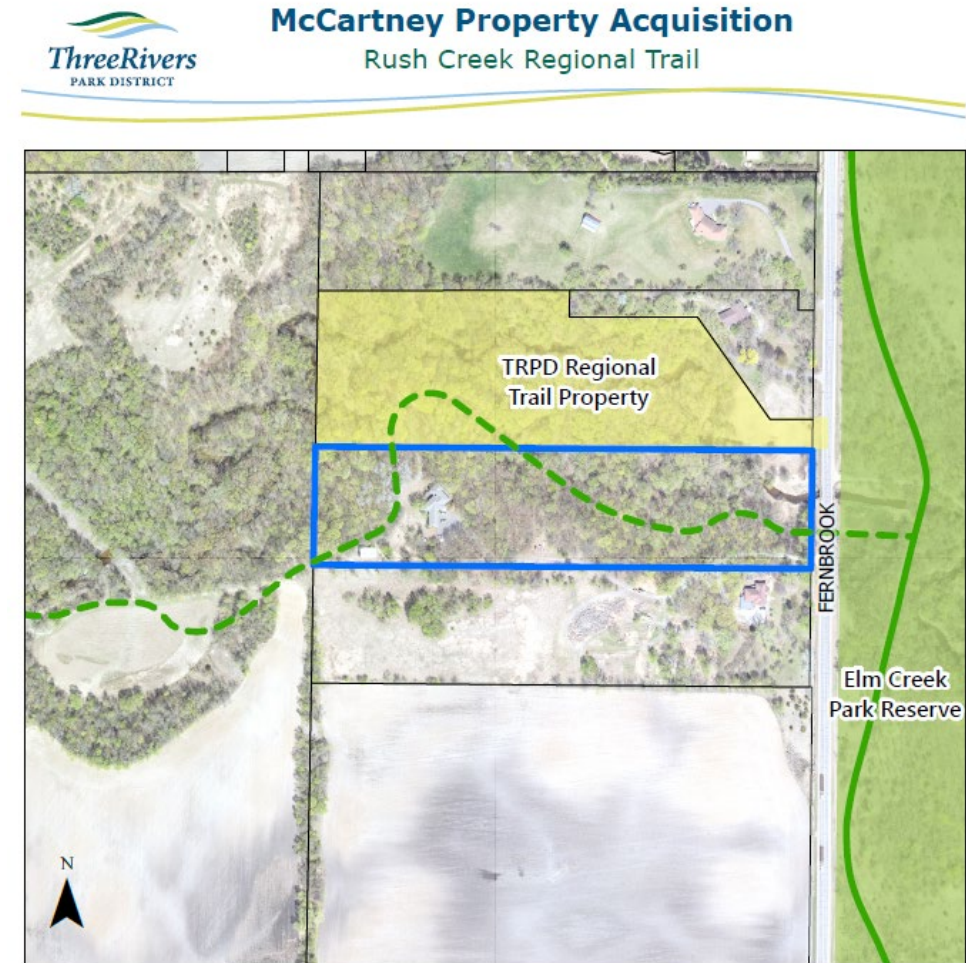 McCartney Property Acquisition
Rush Creek Regional Trail
ThreeRivers
PARK DISTRICT
TRPD Regional
Trail Property
FERNBROOK
Elm Creek
Park Reserve
N